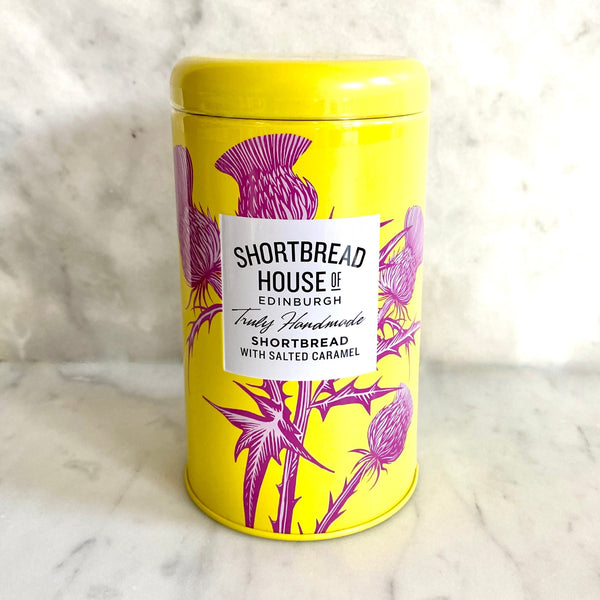 SHORTBREAD
HOUSE OF
EDINBURGH
Truly Handmade
SHORTBREAD
WITH SALTED CARAMEL